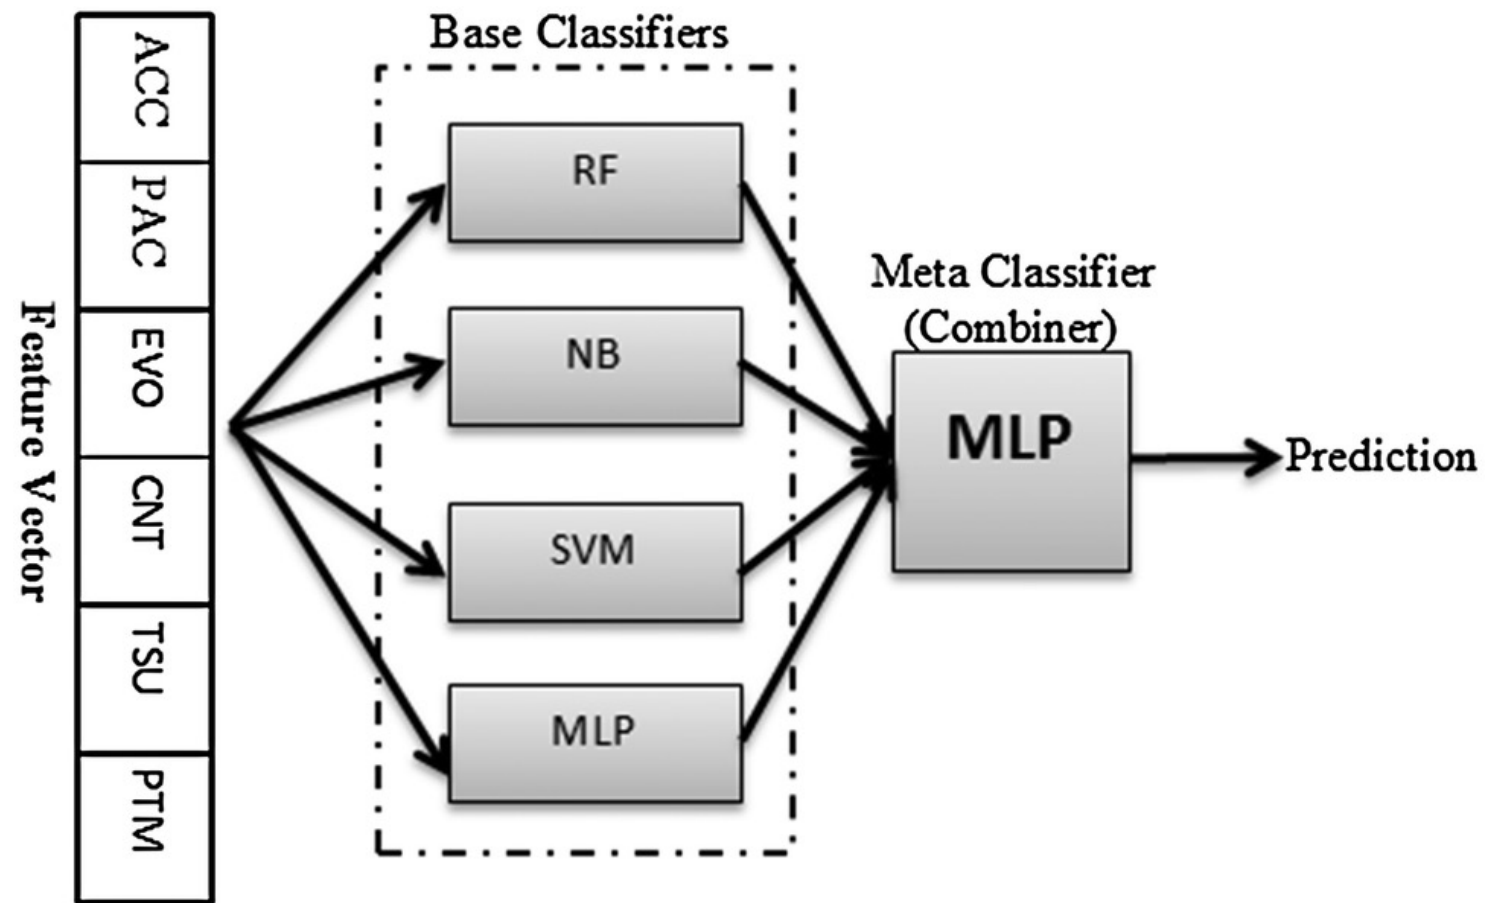 Feature Vector
ACC
PAC
EVO
CNT
TSU
PTM
Base Classifiers
RF
NB
SVM
MLP
Meta Classifier
(Combiner)
MLP
Prediction